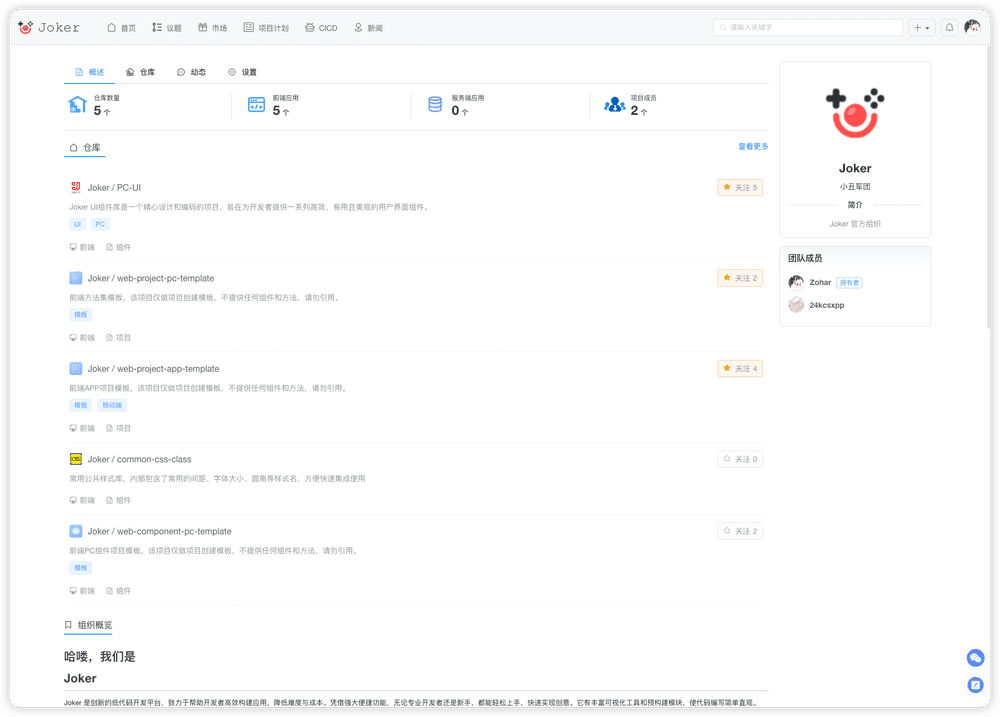 Joker 首页 议题 市场 项目计划 CICD 新闻 请输入关键字
概述 仓库 动态 设置
仓库数量 前端应用 服务端应用 项目成员
5个 5个 0个 2个
仓库 查看更多
Joker / PC-UI 关注 5
Joker UI组件库是一个精心设计和编码的项目，旨在为开发者提供一系列高效、易用且美观的用户界面组件。
UI PC
前端 组件
Joker / web-project-pc-template 关注 2
前端方法集模板，该项目仅做项目创建模板，不提供任何组件和方法，请勿引用。
模板
前端 项目
Joker / web-project-app-template 关注 4
前端APP项目模板，该项目仅做项目创建模板，不提供任何组件和方法，请勿引用。
模板 移动端
前端 项目
Joker / common-css-class 关注 0
常用公共样式库，内部包含了常用的间距、字体大小、圆角等样式名，方便快速集成使用
前端 组件
Joker / web-component-pc-template 关注 2
前端PC组件项目模板，该项目仅做项目创建模板，不提供任何组件和方法，请勿引用。
模板
前端 组件
组织概览
哈喽，我们是
Joker
Joker 是创新的低代码开发平台，致力于帮助开发者高效构建应用，降低难度与成本。凭借强大便捷功能，无论专业开发者还是新手，都能轻松上手，快速实现创意。它有丰富可视化工具和预构建模块，使代码编写简单直观。
Joker
小丑军团
简介
Joker 官方组织
团队成员
Zohar 拥有者
24kcsxpp